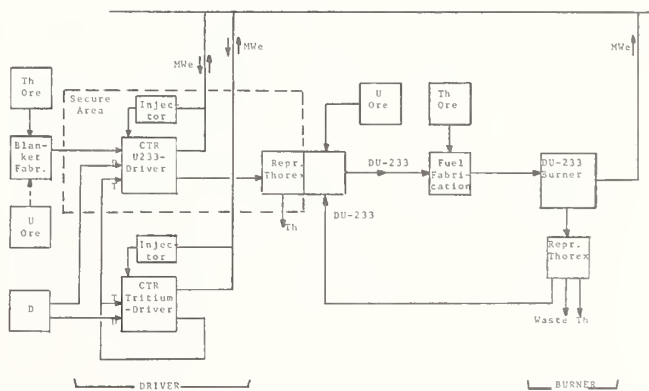 MWe
MWe
MWe
Th
Ore
Secure
Area
Injec-
tor
U
Ore
Th
Ore
Blan-
ket
Fabr.
CTR
U233-
Driver
D
T
Repr.
Thorex
DU-233
Fuel
Fabri-
cation
DU-233
Burner
U
Ore
Th
DU-233
Injec-
tor
Repr.
Thorex
D
T
D
CTR
Tritium
-Driver
Waste Th
DRIVER
BURNER